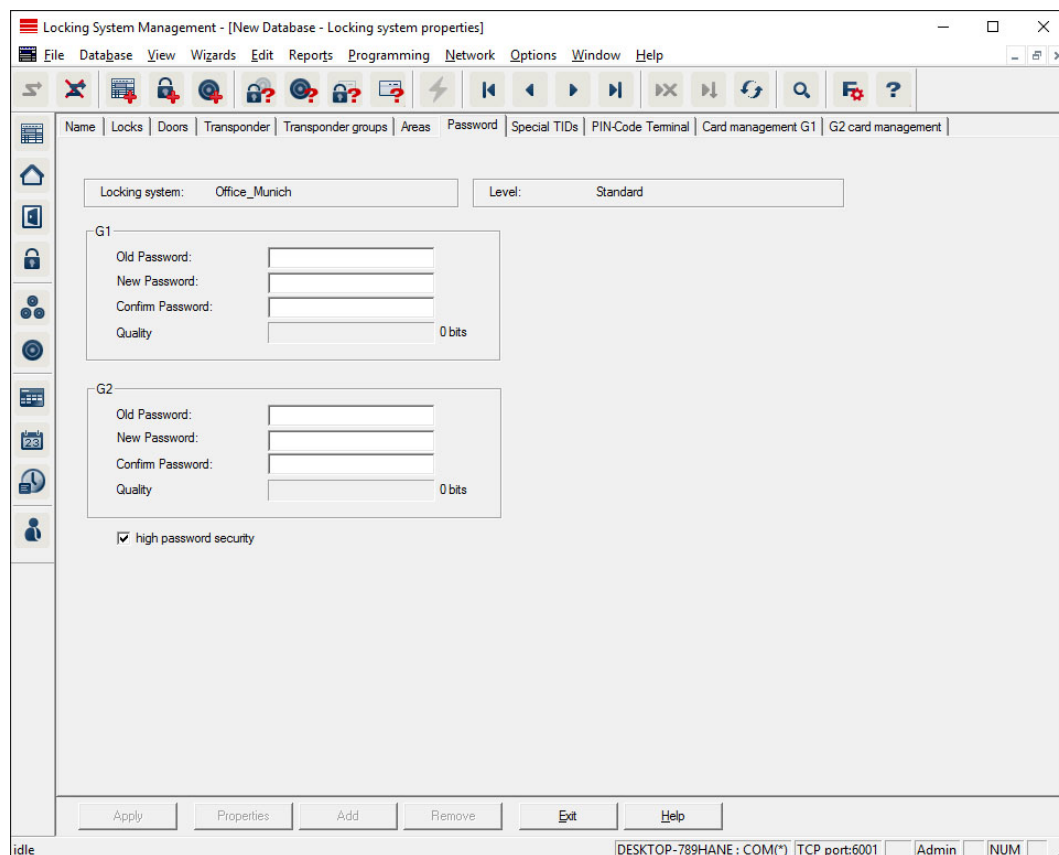 Locking System Management - [New Database - Locking system properties]
File Database View Wizards Edit Reports Programming Network Options Window Help
Name Locks Doors Transponder Transponder groups Areas Password Special TIDs PIN-Code Terminal Card management G1 G2 card management
Locking system: Office_Munich Level: Standard
G1
Old Password:
New Password:
Confirm Password:
Quality 0 bits
G2
Old Password:
New Password:
Confirm Password:
Quality 0 bits
high password security
Apply Properties Add Remove Exit Help
idle DESKTOP-789HANE : COM(*) TCP port:6001 Admin NUM